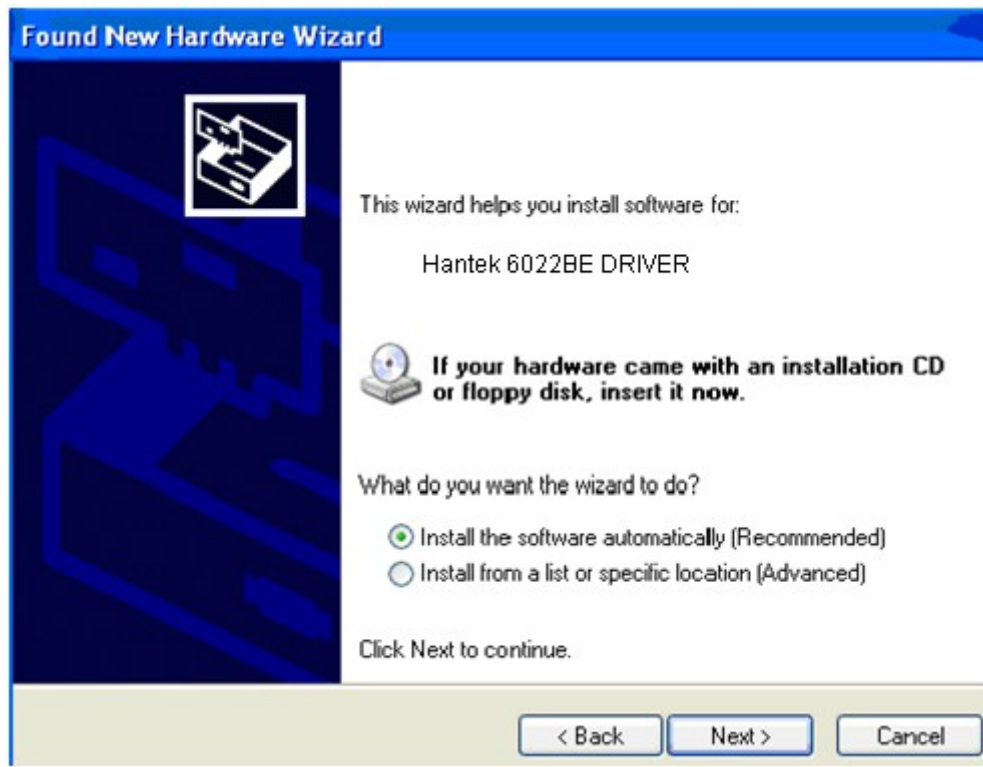 Found New Hardware Wizard
This wizard helps you install software for:
Hantek 6022BE DRIVER
If your hardware came with an installation CD
or floppy disk, insert it now.
What do you want the wizard to do?
Install the software automatically (Recommended)
Install from a list or specific location (Advanced)
Click Next to continue.
< Back Next > Cancel